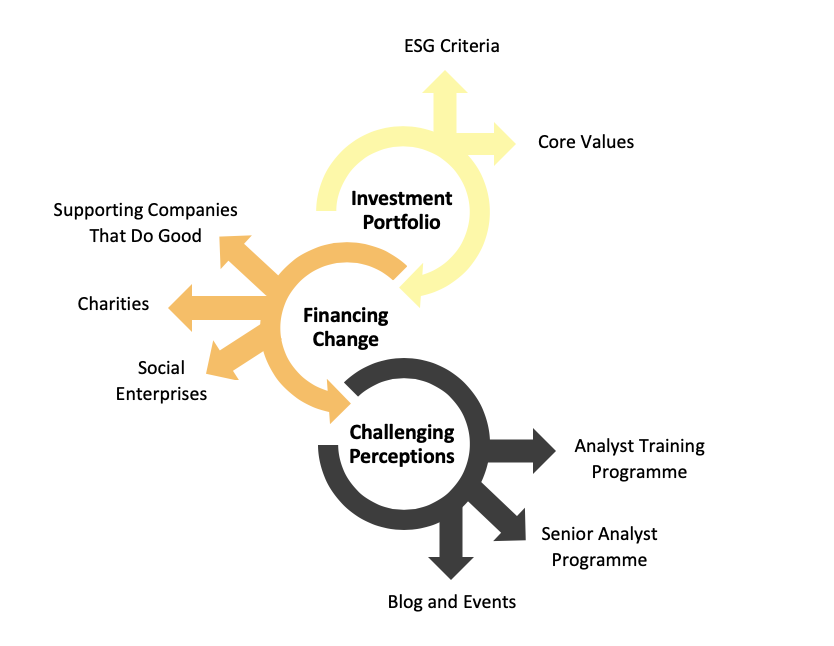 ESG Criteria
Core Values
Investment
Portfolio
Supporting Companies
That Do Good
Charities
Social
Enterprises
Financing
Change
Challenging
Perceptions
Analyst Training
Programme
Senior Analyst
Programme
Blog and Events